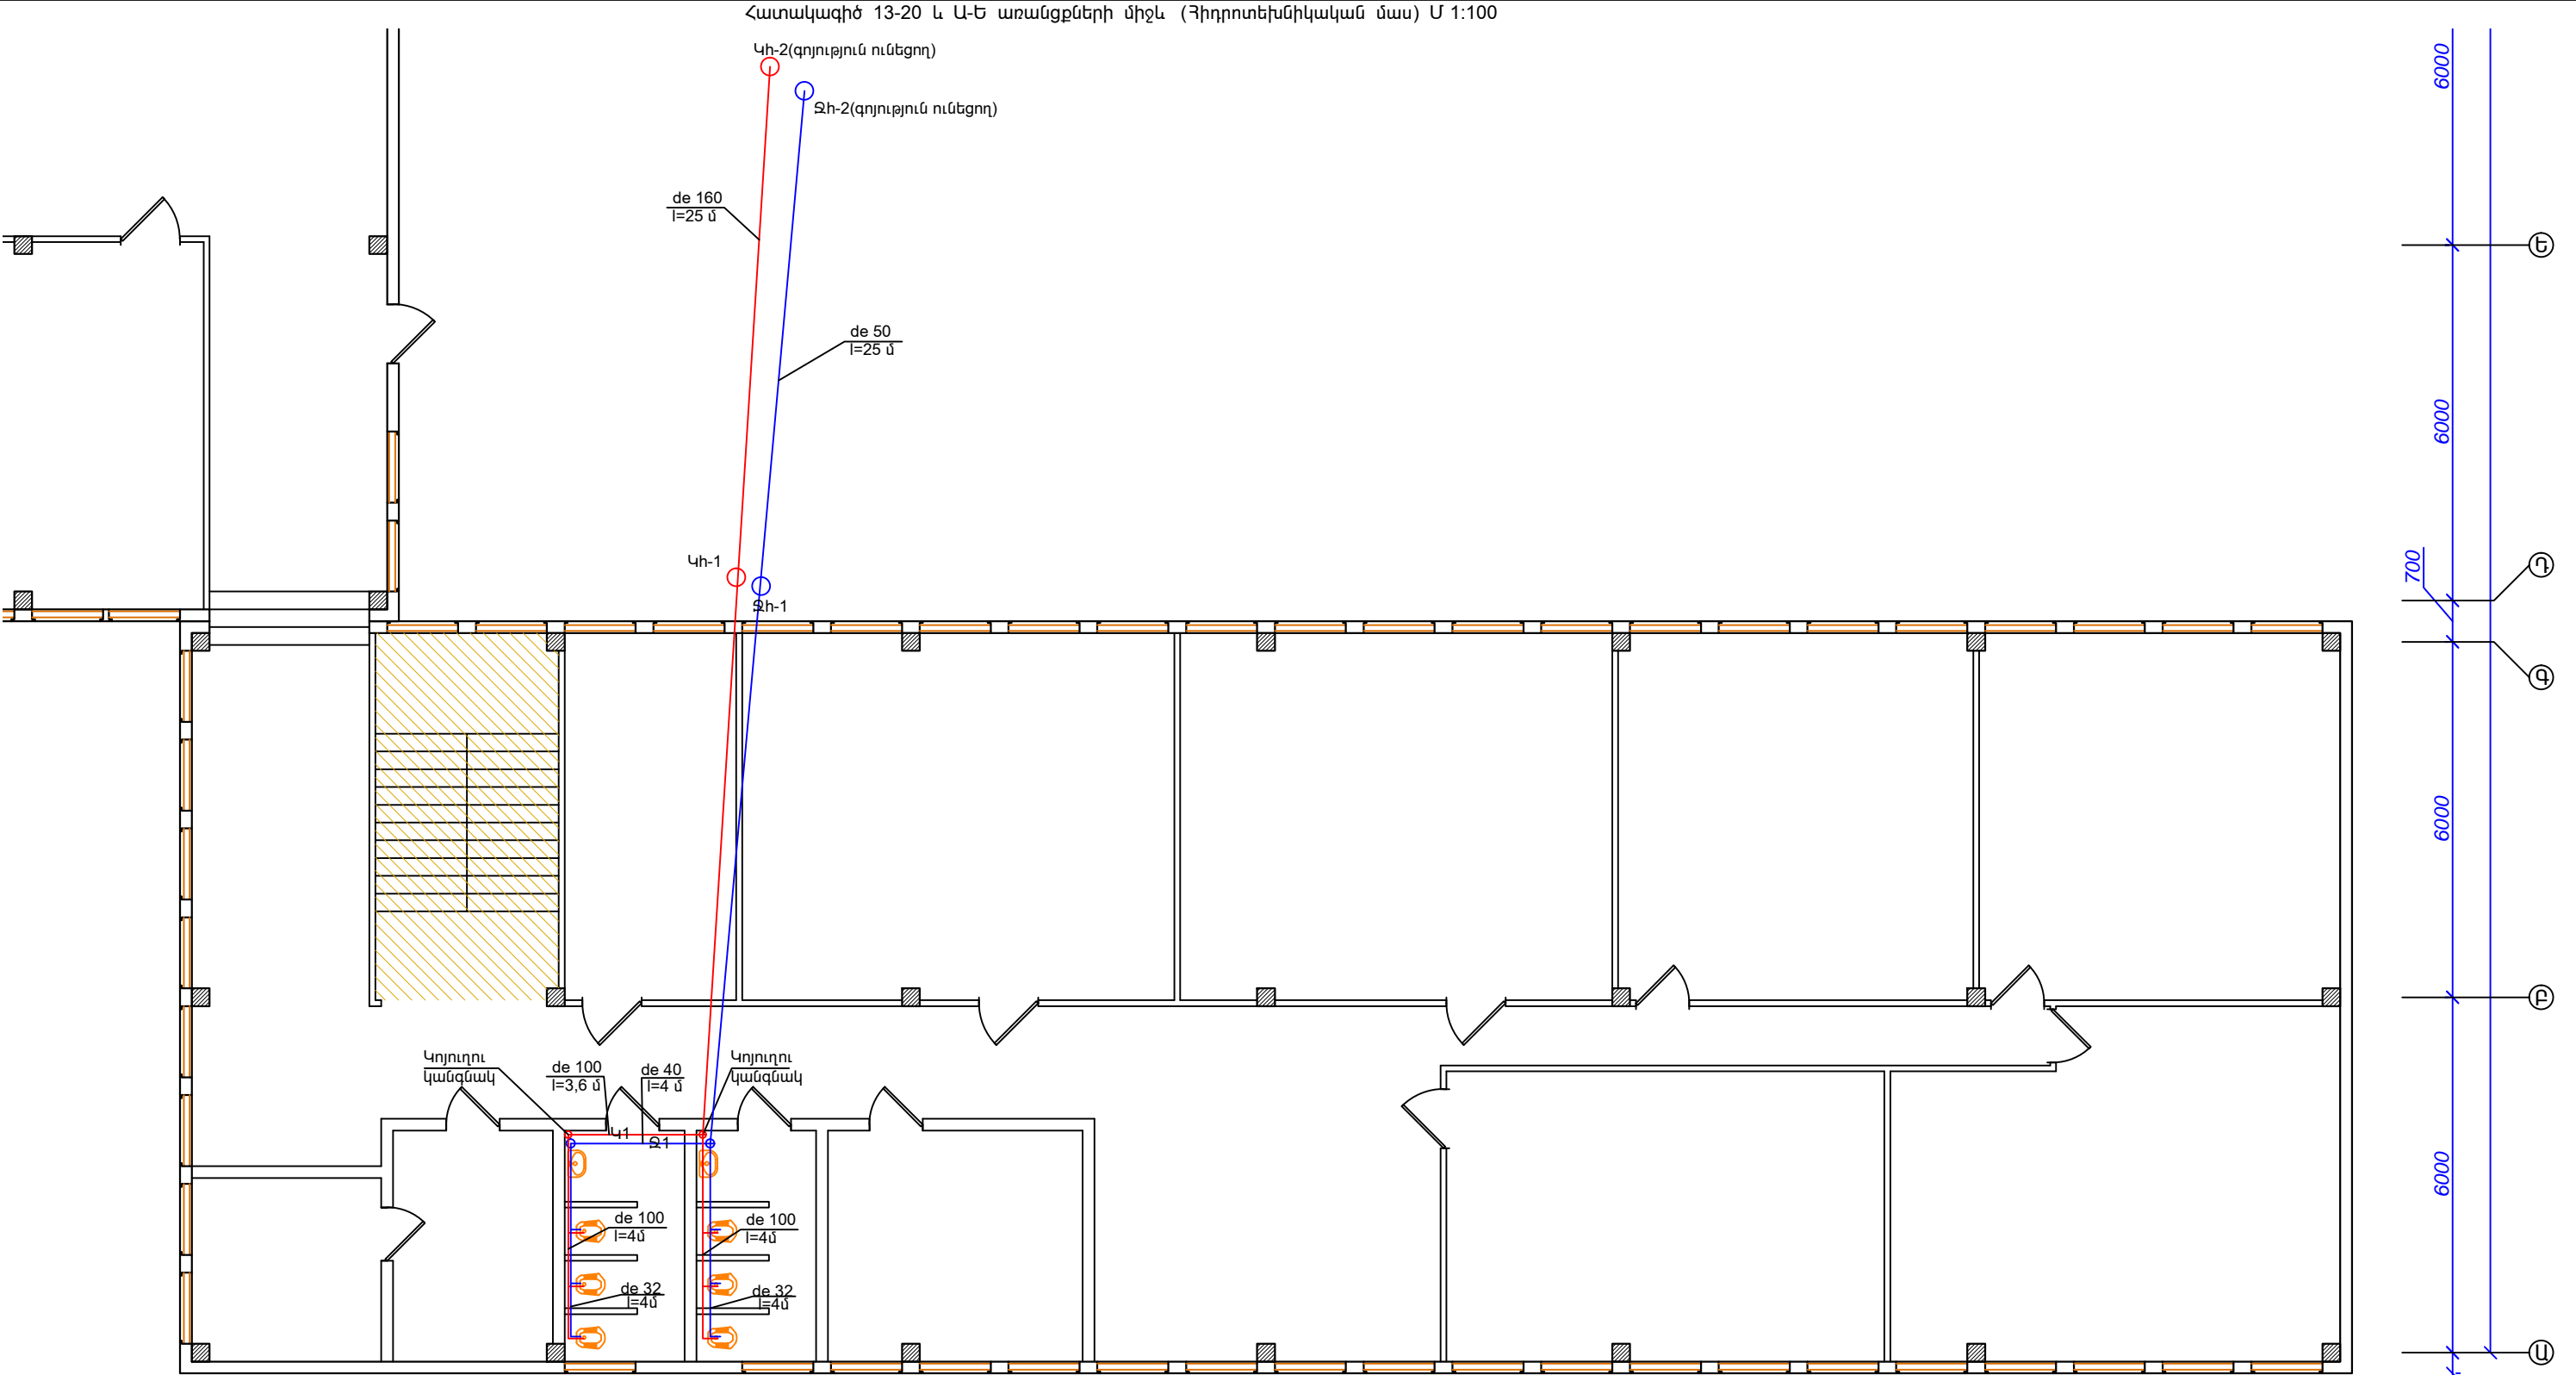 Հատակագիծ 13-20 և Ա-Ե առանցքների միջև (Հիդրոտեխնիկական մաս) Մ 1:100
Կհ-2(գոյություն ունեցող)
Ջհ-2(գոյություն ունեցող)
6000
de 160
l=25 մ
Ե
de 50
l=25 մ
6000
Կհ-1
Ջհ-1
700
Դ
Գ
6000
Բ
Կոյուղու
կանգնակ
de 100
l=3,6 մ
de 40
l=4 մ
Կոյուղու
կանգնակ
Կ1
Ջ1
6000
de 100
l=4մ
de 100
l=4մ
de 32
l=4մ
de 32
l=4մ
Ա